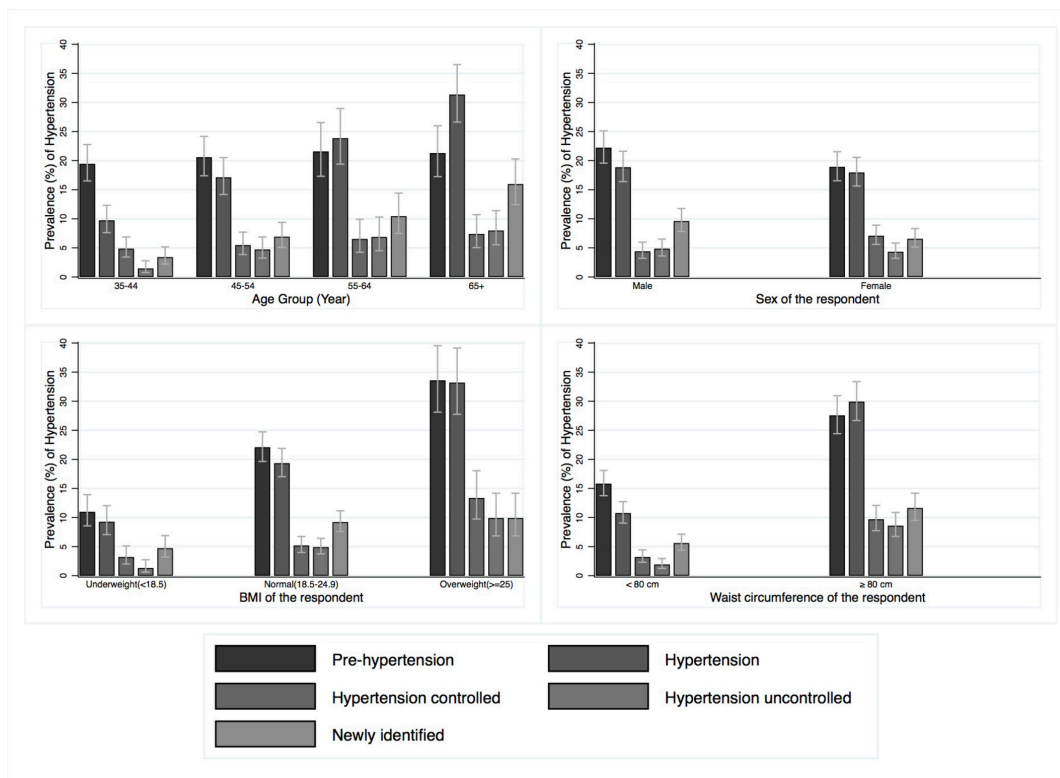 Prevalence (%) of Hypertension
0 5 10 15 20 25 30 35 40
35-44 45-54 55-64 65+
Age Group (Year)
Prevalence (%) of Hypertension
0 5 10 15 20 25 30 35 40
Male Female
Sex of the respondent
Prevalence (%) of Hypertension
0 5 10 15 20 25 30 35 40
Underweight(<18.5) Normal(18.5-24.9) Overweight(>=25)
BMI of the respondent
Prevalence (%) of Hypertension
0 5 10 15 20 25 30 35 40
< 80 cm ≥ 80 cm
Waist circumference of the respondent
Pre-hypertension Hypertension
Hypertension controlled Hypertension uncontrolled
Newly identified